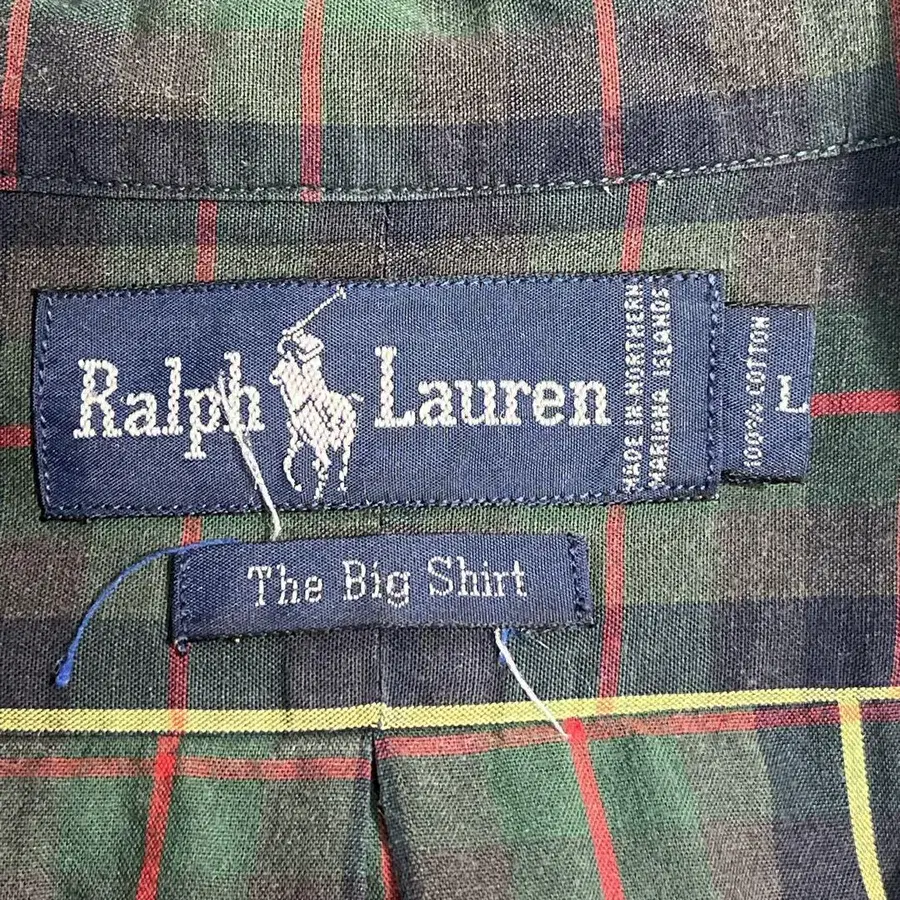 Ralph Lauren
MADE IN NORTHERN
MARIANA ISLANDS
100% COTTON
L
The Big Shirt